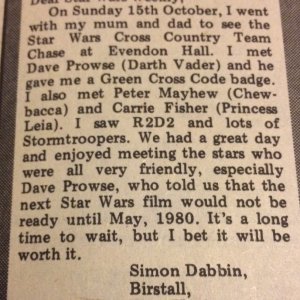 Dear Star Wars Weekly,
On Sunday 15th October, I went
with my mum and dad to see the
Star Wars Cross Country Team
Chase at Evendon Hall. I met
Dave Prowse (Darth Vader) and he
gave me a Green Cross Code badge.
I also met Peter Mayhew (Chew-
bacca) and Carrie Fisher (Princess
Leia). I saw R2D2 and lots of
Stormtroopers. We had a great day
and enjoyed meeting the stars who
were all very friendly, especially
Dave Prowse, who told us that the
next Star Wars film would not be
ready until May, 1980. It's a long
time to wait, but I bet it will be
worth it.
Simon Dabbin,
Birstall,